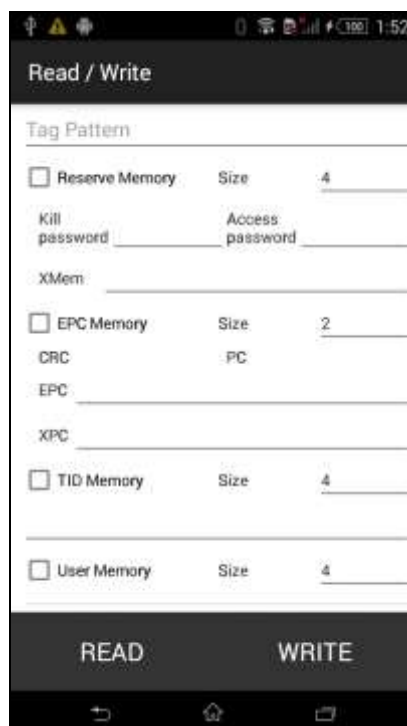 100 1:52
Read / Write
Tag Pattern
Reserve Memory Size 4
Kill password Access password
XMem
EPC Memory Size 2
CRC PC
EPC
XPC
TID Memory Size 4
User Memory Size 4
READ WRITE